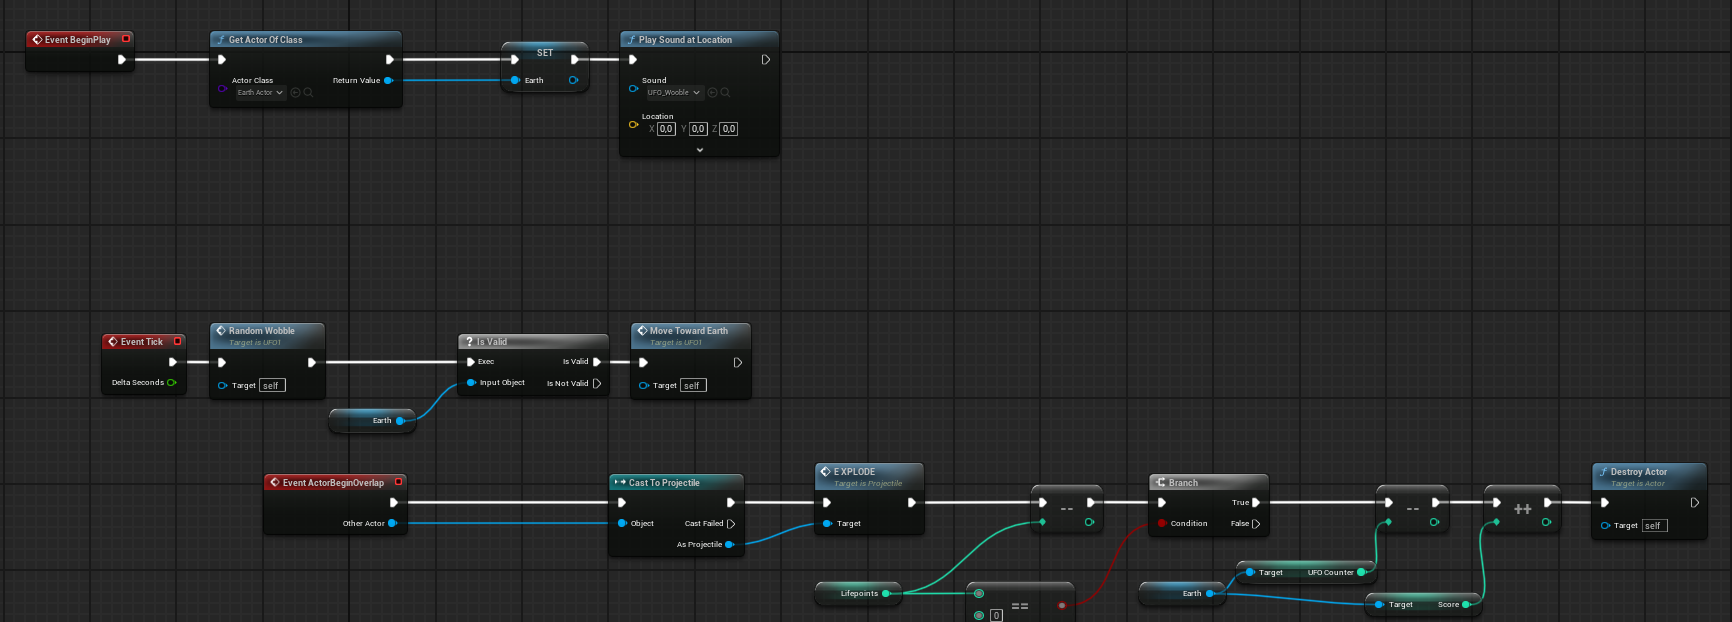 Event BeginPlay
Get Actor Of Class
Actor Class
Return Value
Earth Actor
SET
Earth
Play Sound at Location
Sound
UFO_Wooble
Location
X 0,0 Y 0,0 Z 0,0
Event Tick
Delta Seconds
Random Wobble
Target is UFO1
Target self
Earth
Is Valid
Exec
Is Valid
Input Object
Is Not Valid
Move Toward Earth
Target is UFO1
Target self
Event ActorBeginOverlap
Other Actor
Cast To Projectile
Object
Cast Failed
As Projectile
E XPLODE
Target is Projectile
Target
Lifepoints
--
==
0
Branch
True
Condition
False
Earth
Target UFO Counter
Target Score
--
++
Destroy Actor
Target is Actor
Target self